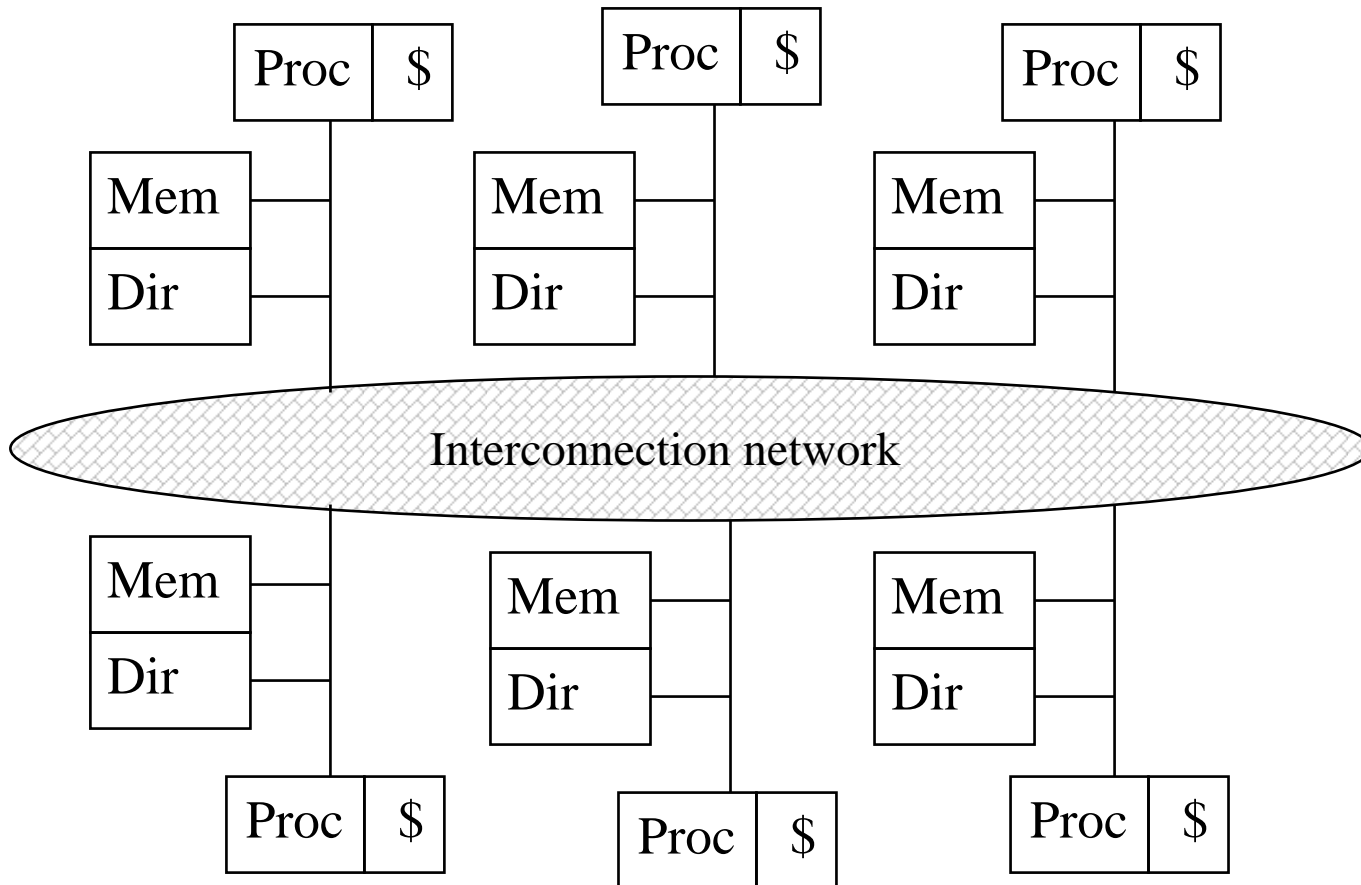 Proc $
Proc $
Proc $
Mem
Dir
Mem
Dir
Mem
Dir
Interconnection network
Mem
Dir
Mem
Dir
Mem
Dir
Proc $
Proc $
Proc $